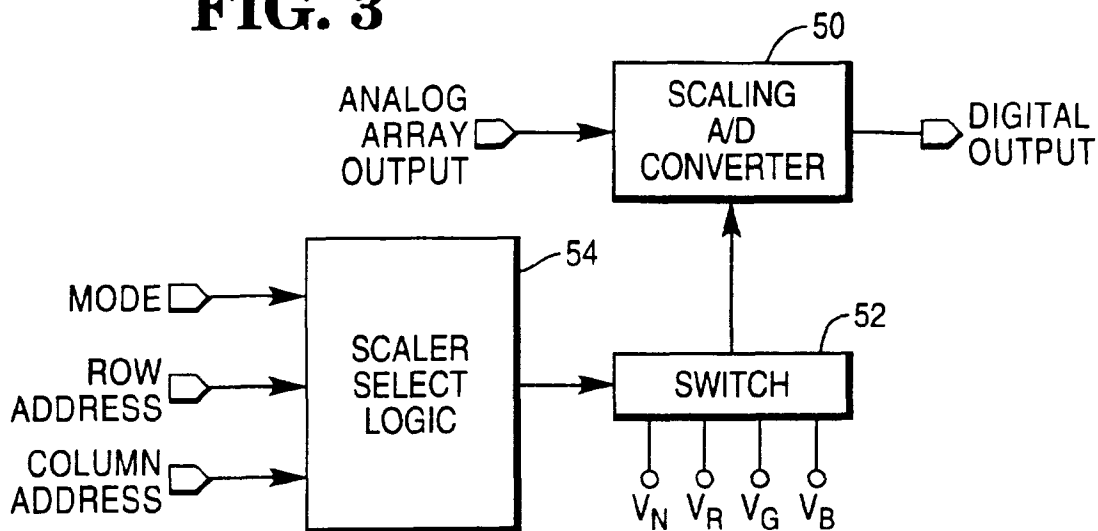 FIG. 3
50
ANALOG
ARRAY
OUTPUT
SCALING
A/D
CONVERTER
DIGITAL
OUTPUT
54
MODE
ROW
ADDRESS
COLUMN
ADDRESS
SCALER
SELECT
LOGIC
52
SWITCH
VN VR VG VB